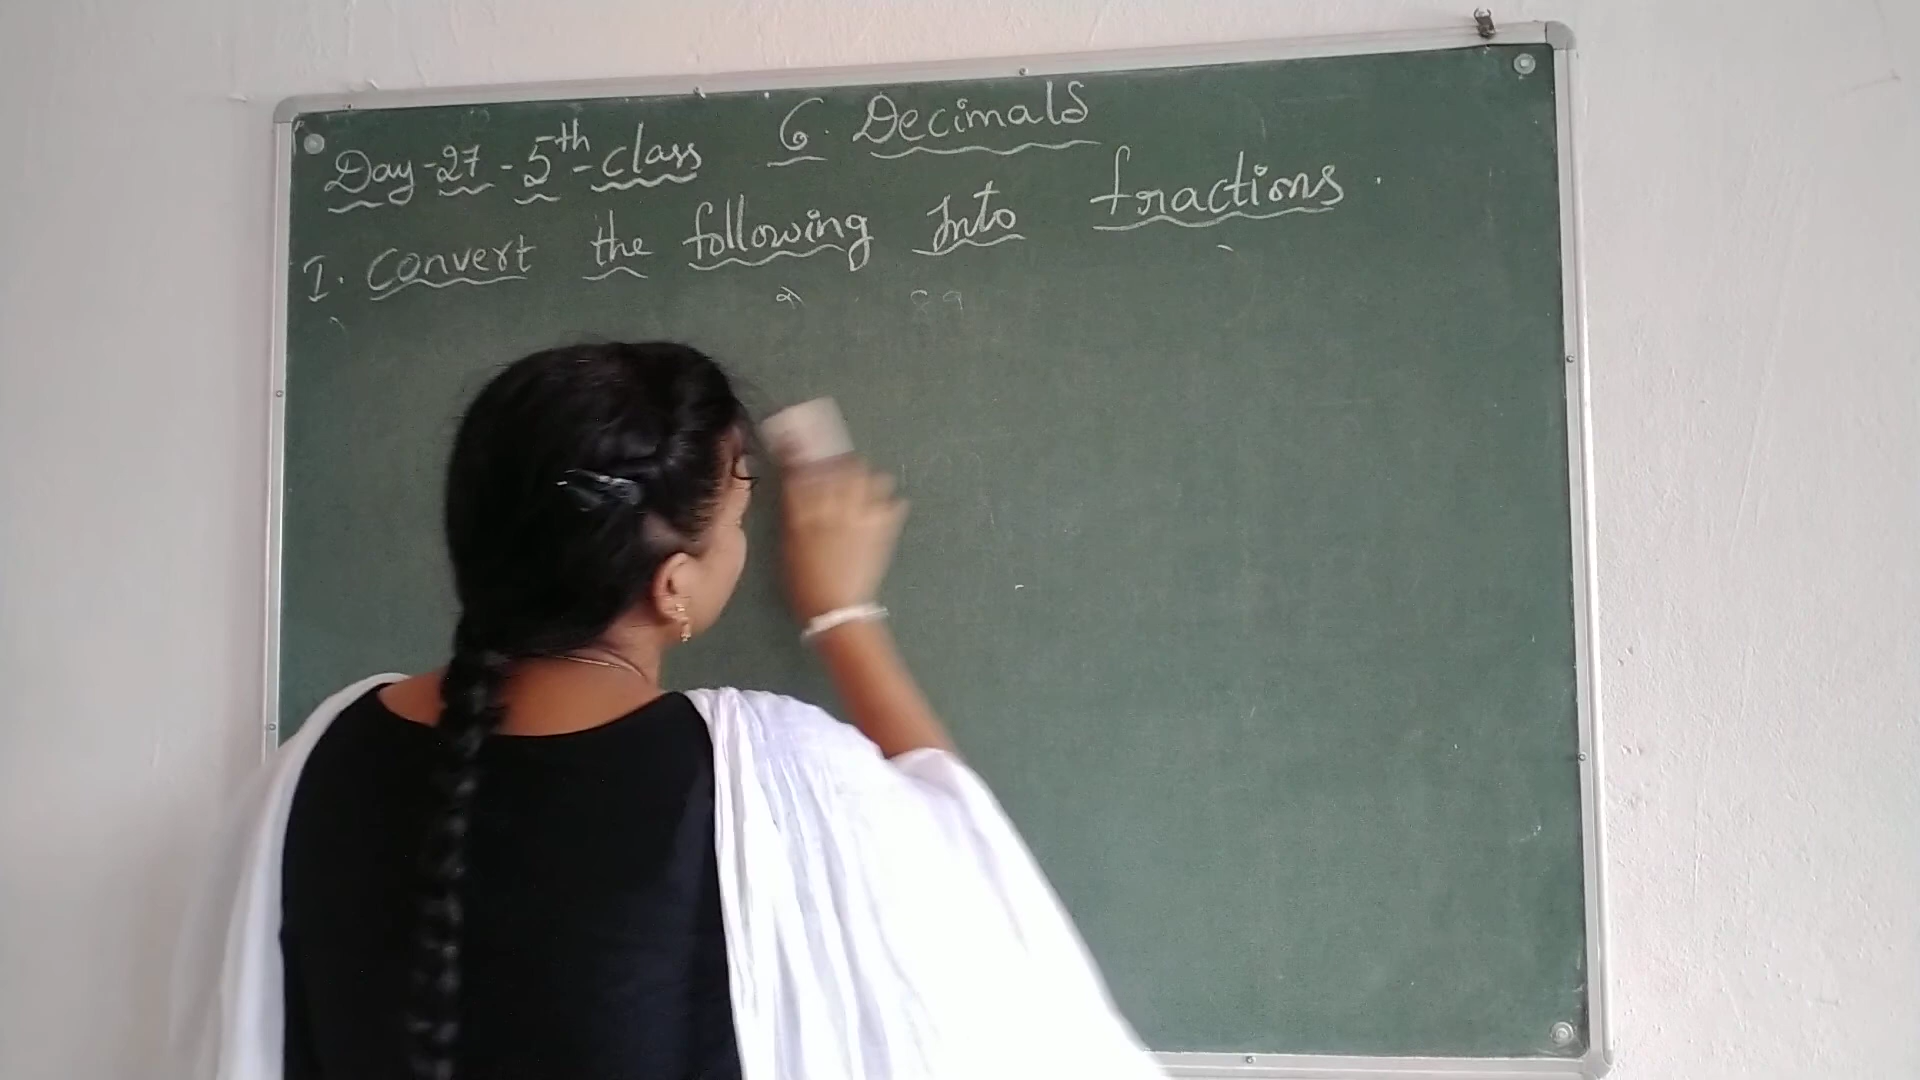 Day-27-5th-class 6. Decimals
I. Convert the following Into fractions.